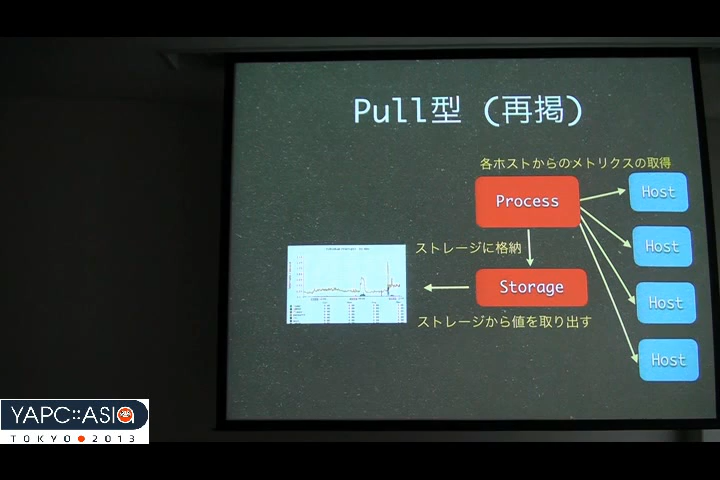 Pull型 (再掲)
各ホストからのメトリクスの取得
Process
Host
Host
Host
Host
ストレージに格納
Storage
ストレージから値を取り出す
YAPC::ASIA
TOKYO 2013